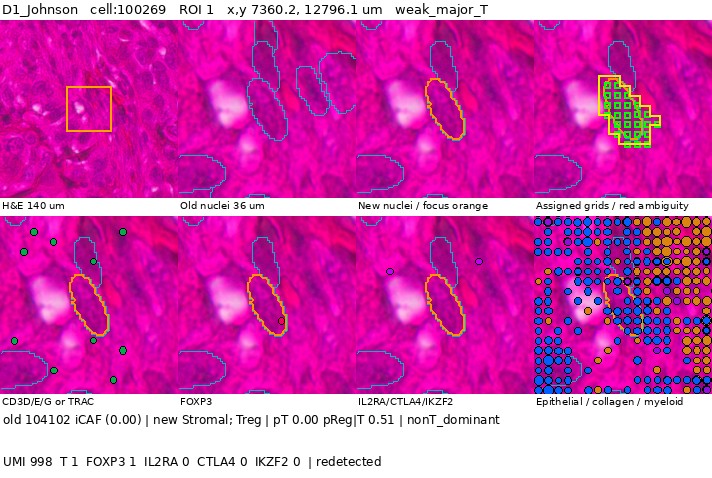 D1_Johnson cell:100269 ROI 1 x,y 7360.2, 12796.1 um weak_major_T
H&E 140 um
Old nuclei 36 um
New nuclei / focus orange
Assigned grids / red ambiguity
CD3D/E/G or TRAC
FOXP3
IL2RA/CTLA4/IKZF2
Epithelial / collagen / myeloid
old 104102 iCAF (0.00) | new Stromal; Treg | pT 0.00 pReg|T 0.51 | nonT_dominant
UMI 998 T 1 FOXP3 1 IL2RA 0 CTLA4 0 IKZF2 0 | redetected